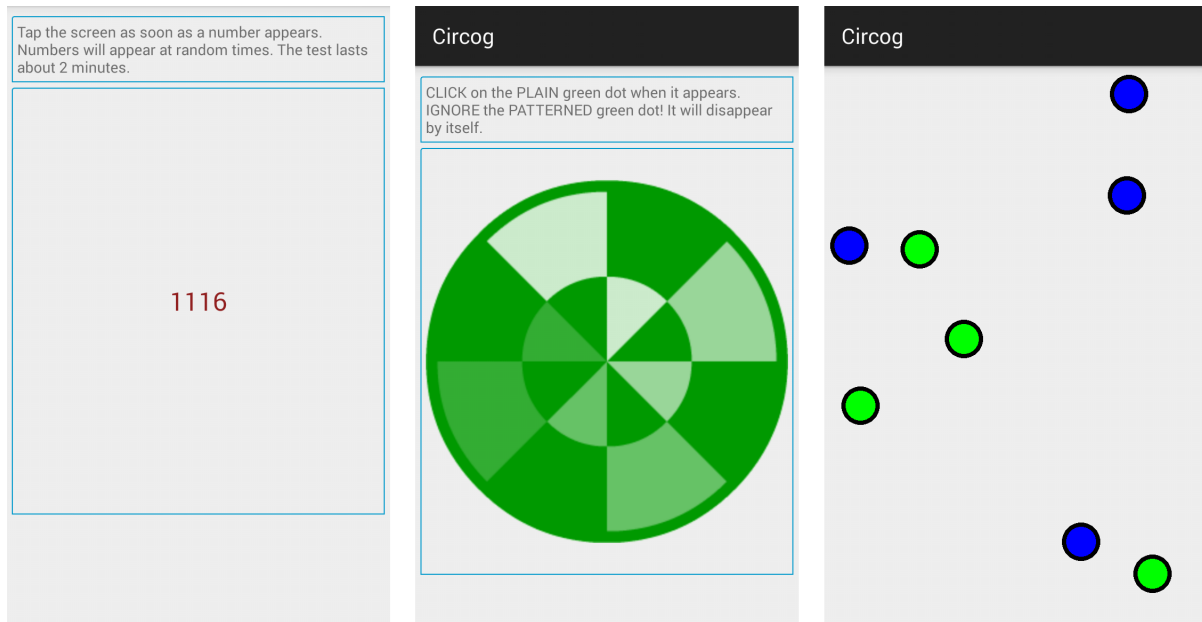 Tap the screen as soon as a number appears.
Numbers will appear at random times. The test lasts
about 2 minutes.
1116
Circog
CLICK on the PLAIN green dot when it appears.
IGNORE the PATTERNED green dot! It will disappear
by itself.
Circog